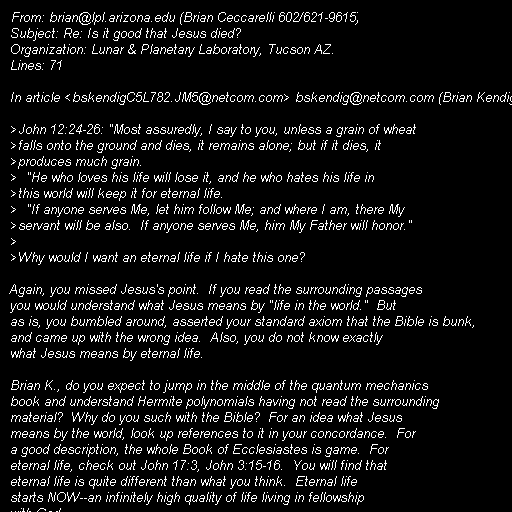 From: brian@lpl.arizona.edu (Brian Ceccarelli 602/621-9615)
Subject: Re: Is it good that Jesus died?
Organization: Lunar & Planetary Laboratory, Tucson AZ.
Lines: 71

In article <bskendigC5L782.JM5@netcom.com> bskendig@netcom.com (Brian Kendig

>John 12:24-26: "Most assuredly, I say to you, unless a grain of wheat
>falls onto the ground and dies, it remains alone; but if it dies, it
>produces much grain.
>  "He who loves his life will lose it, and he who hates his life in
>this world will keep it for eternal life.
>  "If anyone serves Me, let him follow Me; and where I am, there My
>servant will be also.  If anyone serves Me, him My Father will honor."
>
>Why would I want an eternal life if I hate this one?

Again, you missed Jesus's point.  If you read the surrounding passages
you would understand what Jesus means by "life in the world."  But
as is, you bumbled around, asserted your standard axiom that the Bible is bunk,
and came up with the wrong idea.  Also, you do not know exactly
what Jesus means by eternal life.

Brian K., do you expect to jump in the middle of the quantum mechanics
book and understand Hermite polynomials having not read the surrounding
material?  Why do you such with the Bible?  For an idea what Jesus
means by the world, look up references to it in your concordance.  For
a good description, the whole Book of Ecclesiastes is game.  For
eternal life, check out John 17:3, John 3:15-16.  You will find that
eternal life is quite different than what you think.  Eternal life
starts NOW--an infinitely high quality of life living in fellowship
with God